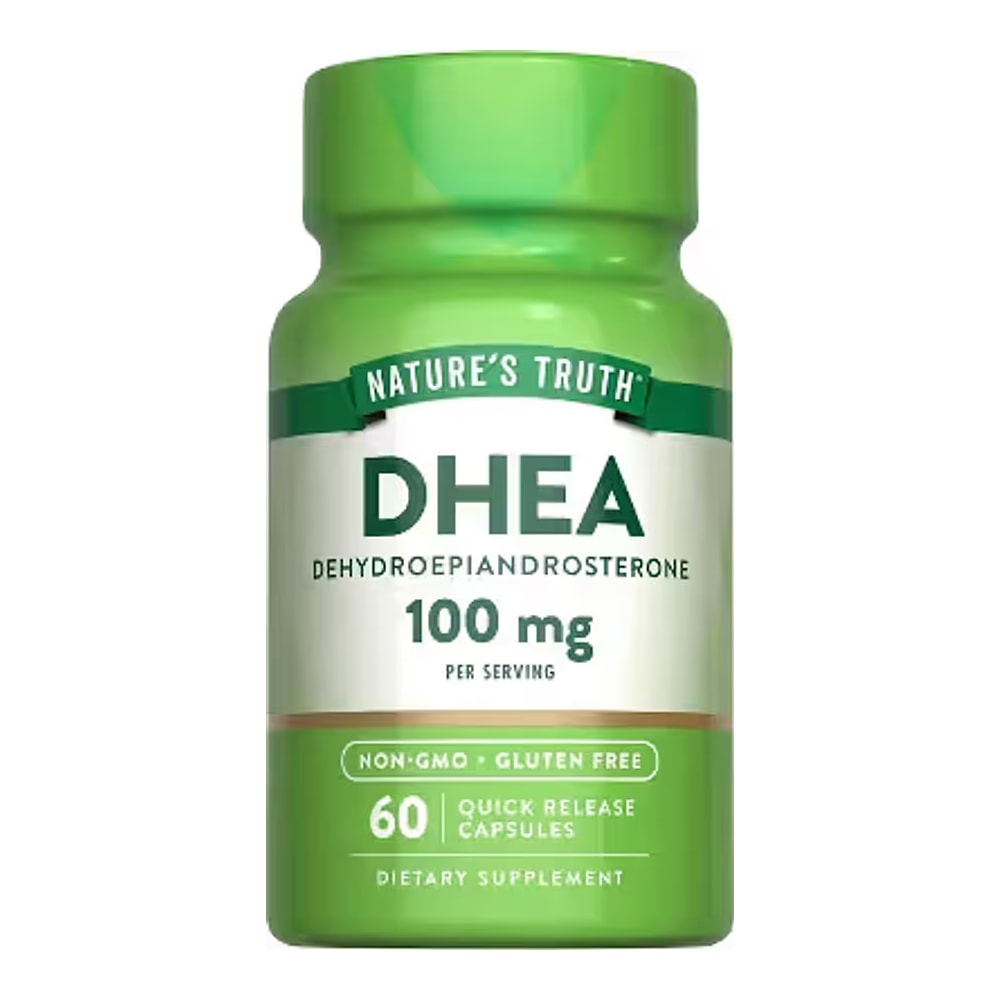 NATURE'S TRUTH
DHEA
DEHYDROEPIANDROSTERONE
100 mg
PER SERVING
NON-GMO • GLUTEN FREE
60
QUICK RELEASE
CAPSULES
DIETARY SUPPLEMENT